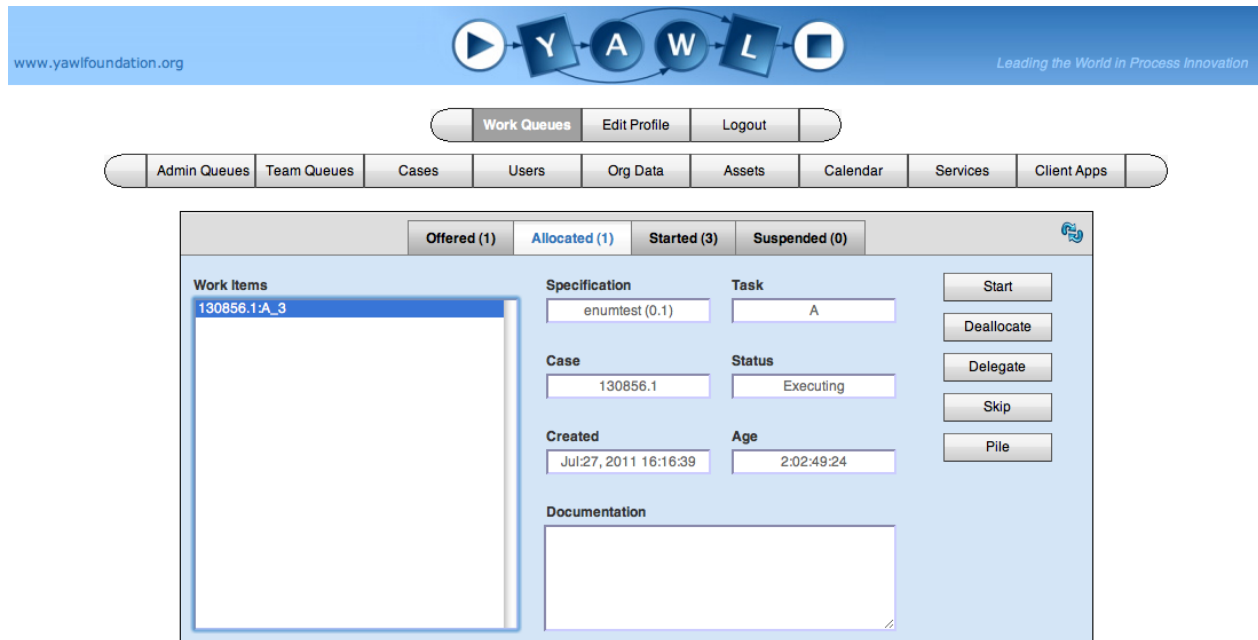 Y A W L
www.yawlfoundation.org
Leading the World in Process Innovation
Work Queues Edit Profile Logout
Admin Queues Team Queues Cases Users Org Data Assets Calendar Services Client Apps
Offered (1) Allocated (1) Started (3) Suspended (0)
Work Items
130856.1:A_3
Specification Task
enumtest (0.1) A
Case Status
130856.1 Executing
Created Age
Jul:27, 2011 16:16:39 2:02:49:24
Documentation
Start
Deallocate
Delegate
Skip
Pile